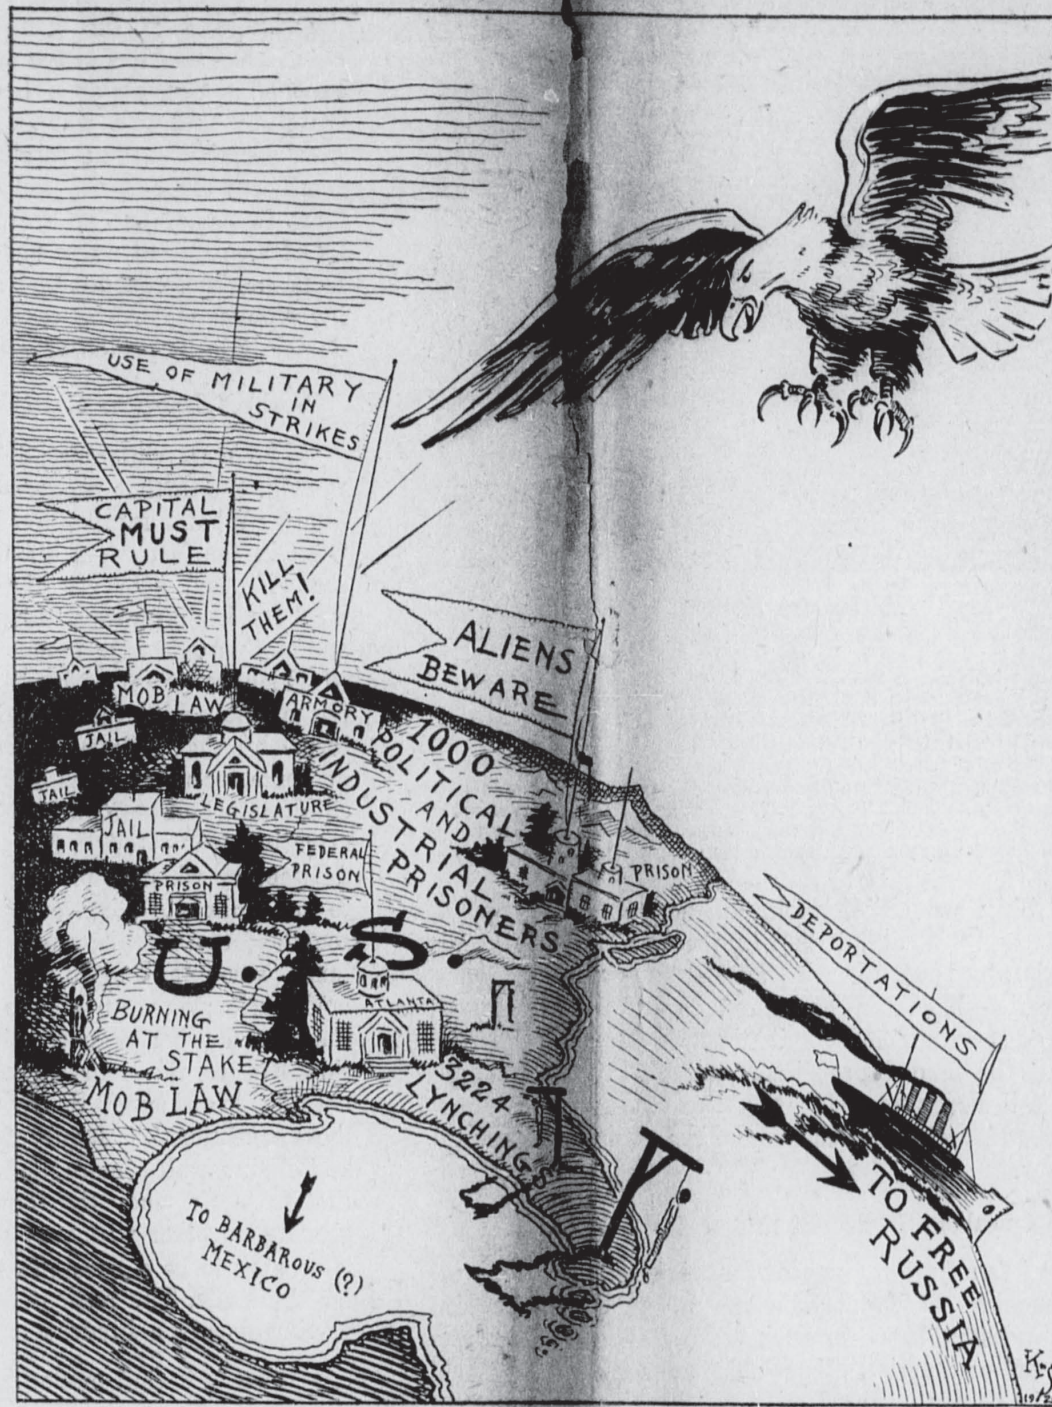 USE OF MILITARY
IN
STRIKES
CAPITAL
MUST
RULE
KILL
THEM!
ALIENS
BEWARE
MOB LAW
ARMORY
JAIL
JAIL
LEGISLATURE
JAIL
PRISON
FEDERAL
PRISON
1000
POLITICAL
AND
INDUSTRIAL
PRISONERS
PRISON
DEPORTATIONS
U. S.
ATLANTA
BURNING
AT THE
STAKE
MOB LAW
3224
LYNCHINGS
TO BARBAROUS (?)
MEXICO
TO FREE
RUSSIA